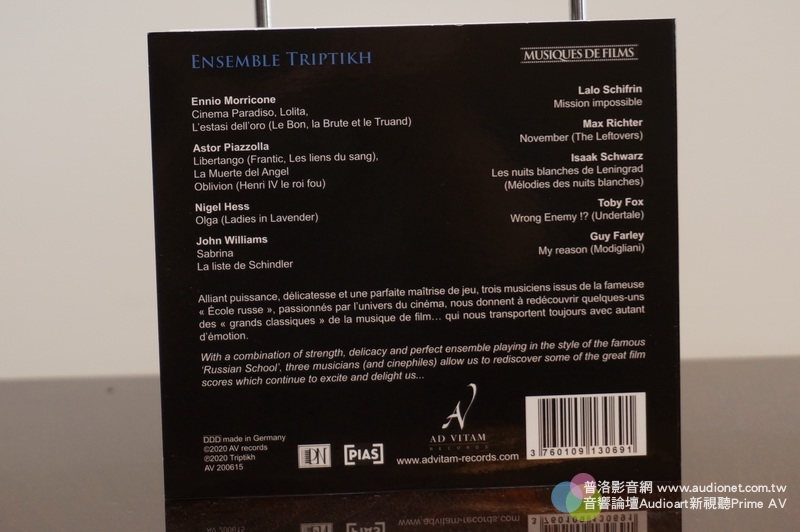 ENSEMBLE TRIPTIKH
MUSIQUES DE FILMS
Ennio Morricone
Cinema Paradiso, Lolita,
L'estasi dell'oro (Le Bon, la Brute et le Truand)
Astor Piazzolla
Libertango (Frantic, Les liens du sang),
La Muerte del Angel
Oblivion (Henri IV le roi fou)
Nigel Hess
Olga (Ladies in Lavender)
John Williams
Sabrina
La liste de Schindler
Lalo Schifrin
Mission impossible
Max Richter
November (The Leftovers)
Isaak Schwarz
Les nuits blanches de Leningrad
(Mélodies des nuits blanches)
Toby Fox
Wrong Enemy !? (Undertale)
Guy Farley
My reason (Modigliani)
Alliant puissance, délicatesse et une parfaite maîtrise de jeu, trois musiciens issus de la fameuse
« École russe », passionnés par l'univers du cinéma, nous donnent à redécouvrir quelques-uns
des « grands classiques » de la musique de film… qui nous transportent toujours avec autant
d'émotion.
With a combination of strength, delicacy and perfect ensemble playing in the style of the famous
'Russian School', three musicians (and cinephiles) allow us to rediscover some of the great film
scores which continue to excite and delight us...
DDD made in Germany
©2020 AV records
℗2020 Triptikh
AV 200615
[PIAS]
AV
AD VITAM
RECORDS
www.advitam-records.com
3 760109 130691
普洛影音網 www.audionet.com.tw
音響論壇Audioart新視聽Prime AV